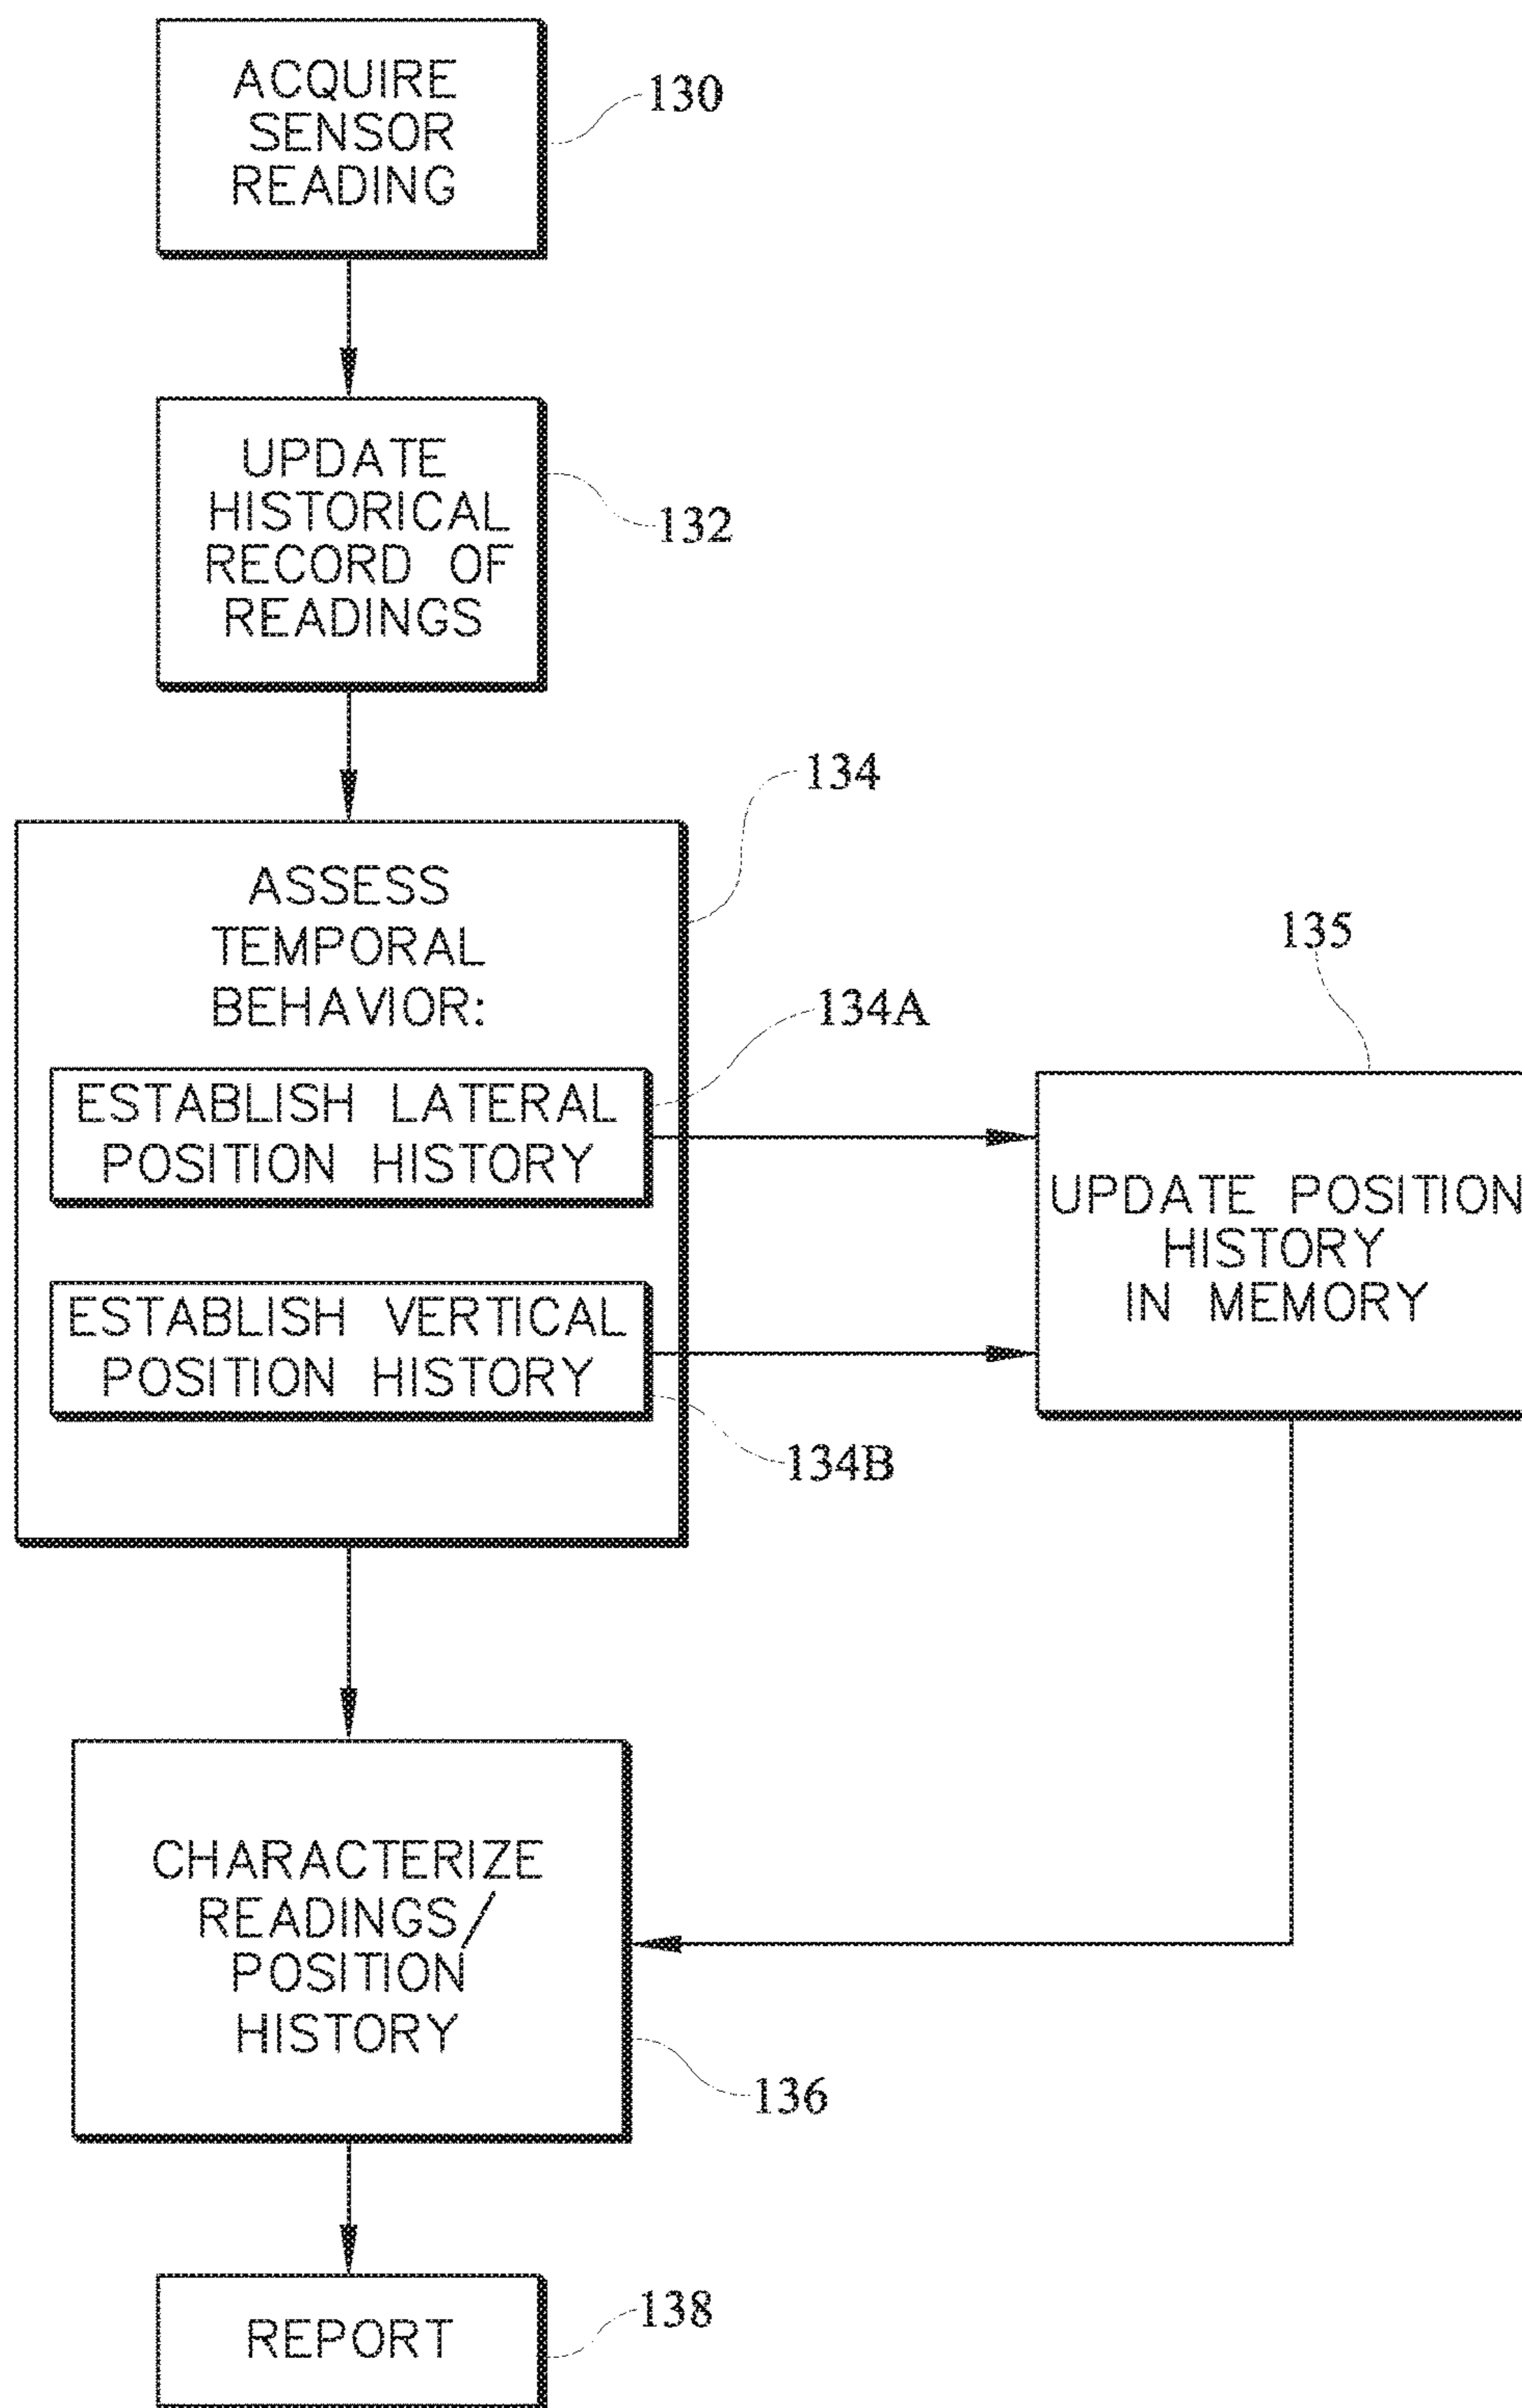 ACQUIRE
SENSOR
READING
130
UPDATE
HISTORICAL
RECORD OF
READINGS
132
134
ASSESS
TEMPORAL
BEHAVIOR:
134A
ESTABLISH LATERAL
POSITION HISTORY
ESTABLISH VERTICAL
POSITION HISTORY
134B
135
UPDATE POSITION
HISTORY
IN MEMORY
CHARACTERIZE
READINGS/
POSITION
HISTORY
136
REPORT
138